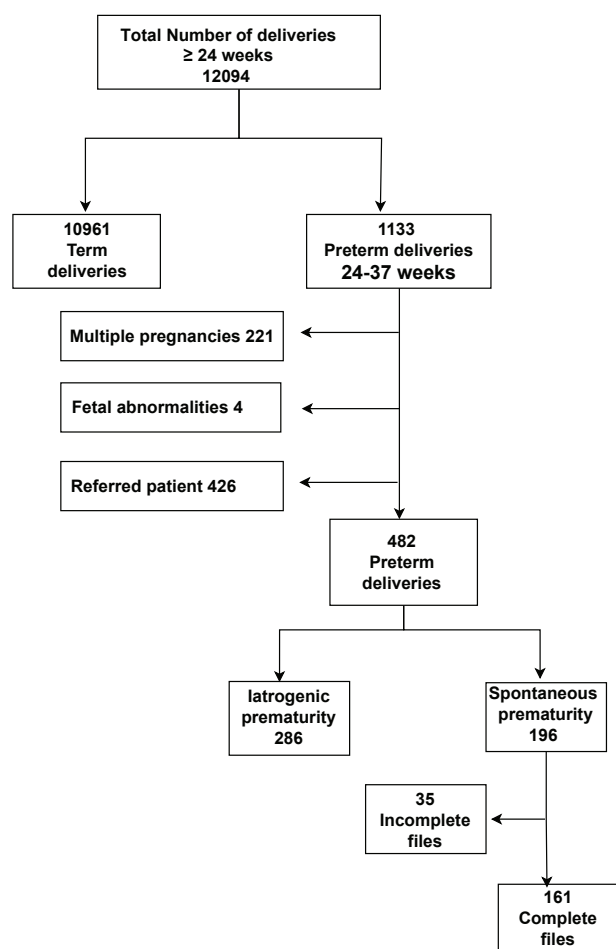 Total Number of deliveries
≥ 24 weeks
12094
10961
Term
deliveries
1133
Preterm deliveries
24-37 weeks
Multiple pregnancies 221
Fetal abnormalities 4
Referred patient 426
482
Preterm
deliveries
Iatrogenic
prematurity
286
Spontaneous
prematurity
196
35
Incomplete
files
161
Complete
files